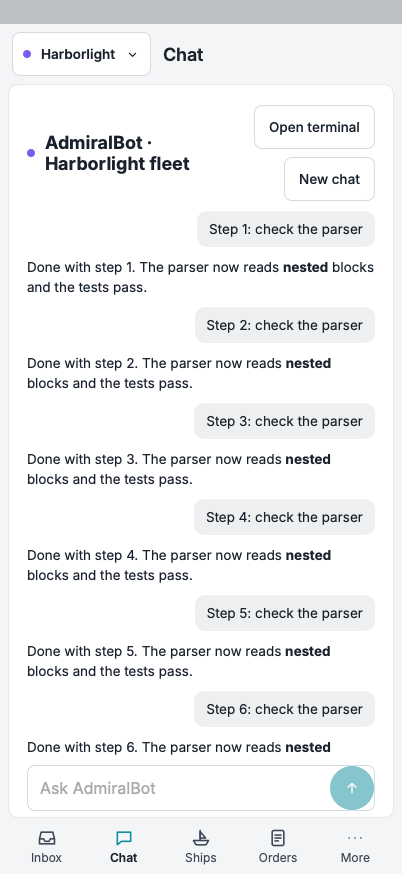 Harborlight
Chat
AdmiralBot ·
Harborlight fleet
Open terminal
New chat
Step 1: check the parser
Done with step 1. The parser now reads nested blocks
and the tests pass.
Step 2: check the parser
Done with step 2. The parser now reads nested
blocks and the tests pass.
Step 3: check the parser
Done with step 3. The parser now reads nested
blocks and the tests pass.
Step 4: check the parser
Done with step 4. The parser now reads nested
blocks and the tests pass.
Step 5: check the parser
Done with step 5. The parser now reads nested
blocks and the tests pass.
Step 6: check the parser
Done with step 6. The parser now reads nested
Ask AdmiralBot
Inbox
Chat
Ships
Orders
More